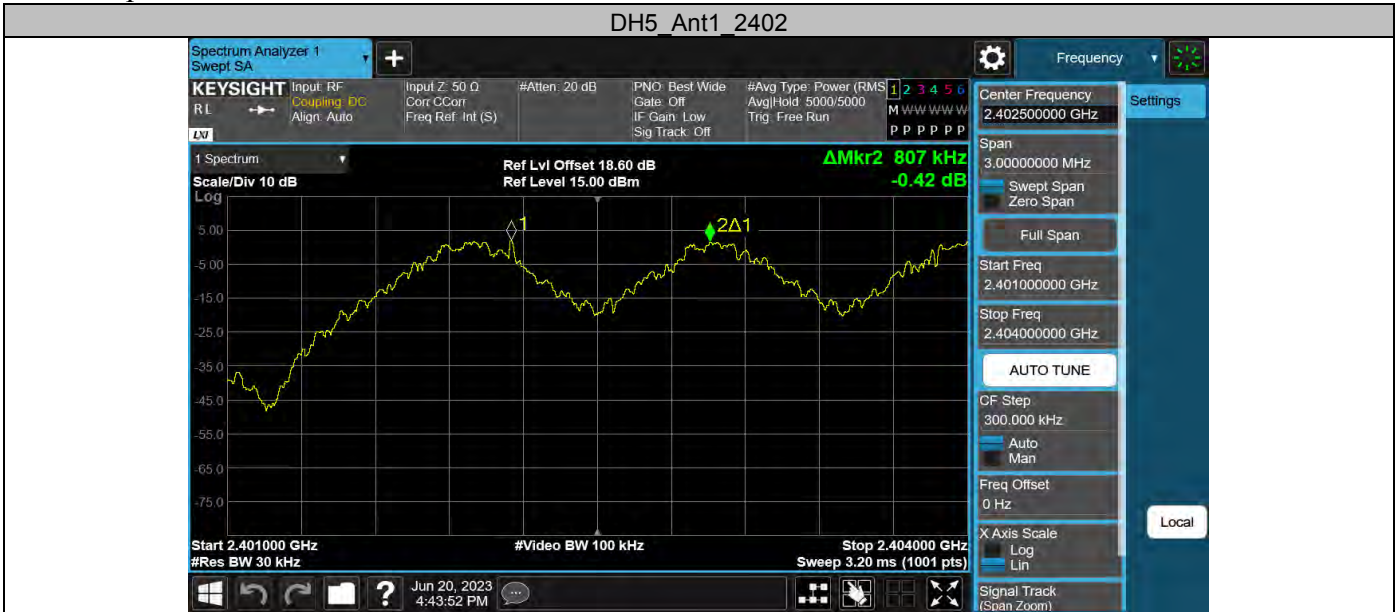 DH5_Ant1_2402
Spectrum Analyzer 1
Swept SA
Frequency
KEYSIGHT
RL
LXI
Input: RF
Coupling: DC
Align: Auto
Input Z: 50 Ω
Corr CCorr
Freq Ref: Int (S)
#Atten: 20 dB
PNO: Best Wide
Gate: Off
IF Gain: Low
Sig Track: Off
#Avg Type: Power (RMS
Avg|Hold: 5000/5000
Trig: Free Run
1 2 3 4 5 6
M W W W W W
P P P P P P
1 Spectrum
Scale/Div 10 dB
Log
Ref Lvl Offset 18.60 dB
Ref Level 15.00 dBm
ΔMkr2 807 kHz
-0.42 dB
1
2Δ1
5.00
-5.00
-15.0
-25.0
-35.0
-45.0
-55.0
-65.0
-75.0
Start 2.401000 GHz
#Res BW 30 kHz
#Video BW 100 kHz
Stop 2.404000 GHz
Sweep 3.20 ms (1001 pts)
Center Frequency
2.402500000 GHz
Settings
Span
3.00000000 MHz
Swept Span
Zero Span
Full Span
Start Freq
2.401000000 GHz
Stop Freq
2.404000000 GHz
AUTO TUNE
CF Step
300.000 kHz
Auto
Man
Freq Offset
0 Hz
X Axis Scale
Log
Lin
Local
Signal Track
(Span Zoom)
?
Jun 20, 2023
4:43:52 PM